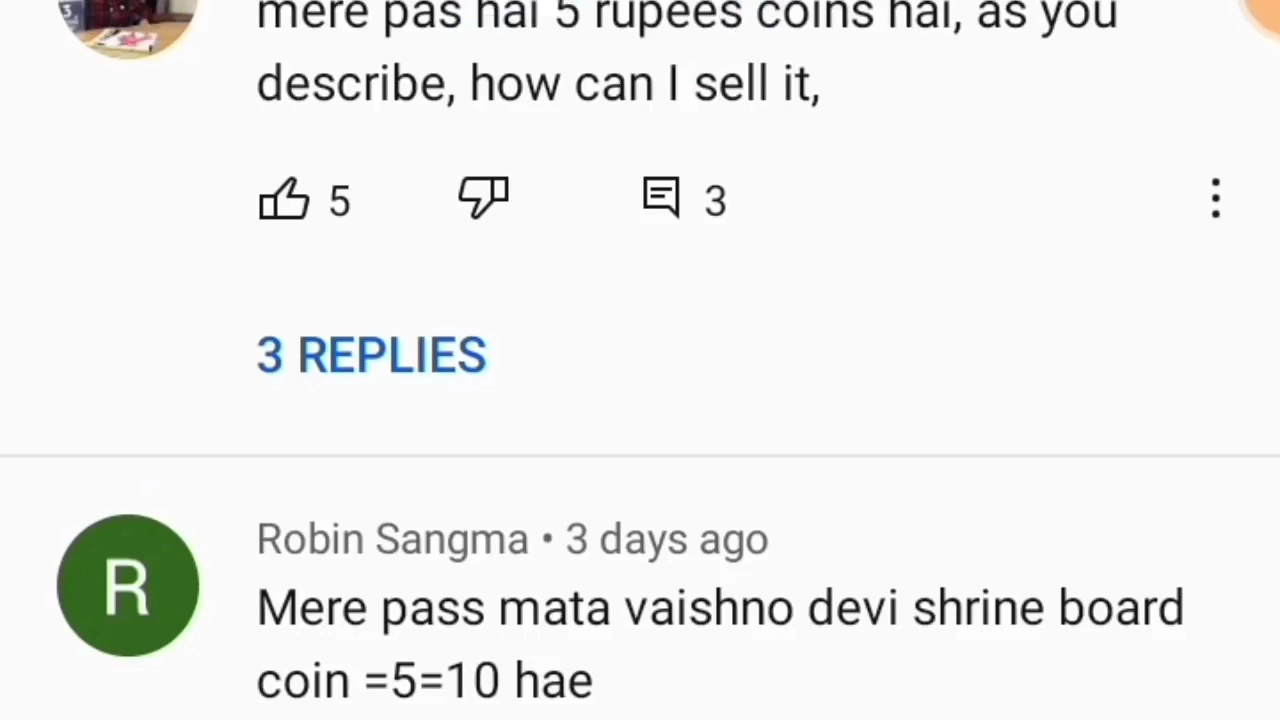 mere pas hai 5 rupees coins hai, as you
describe, how can I sell it,
5 3
3 REPLIES
Robin Sangma • 3 days ago
R
Mere pass mata vaishno devi shrine board
coin =5=10 hae